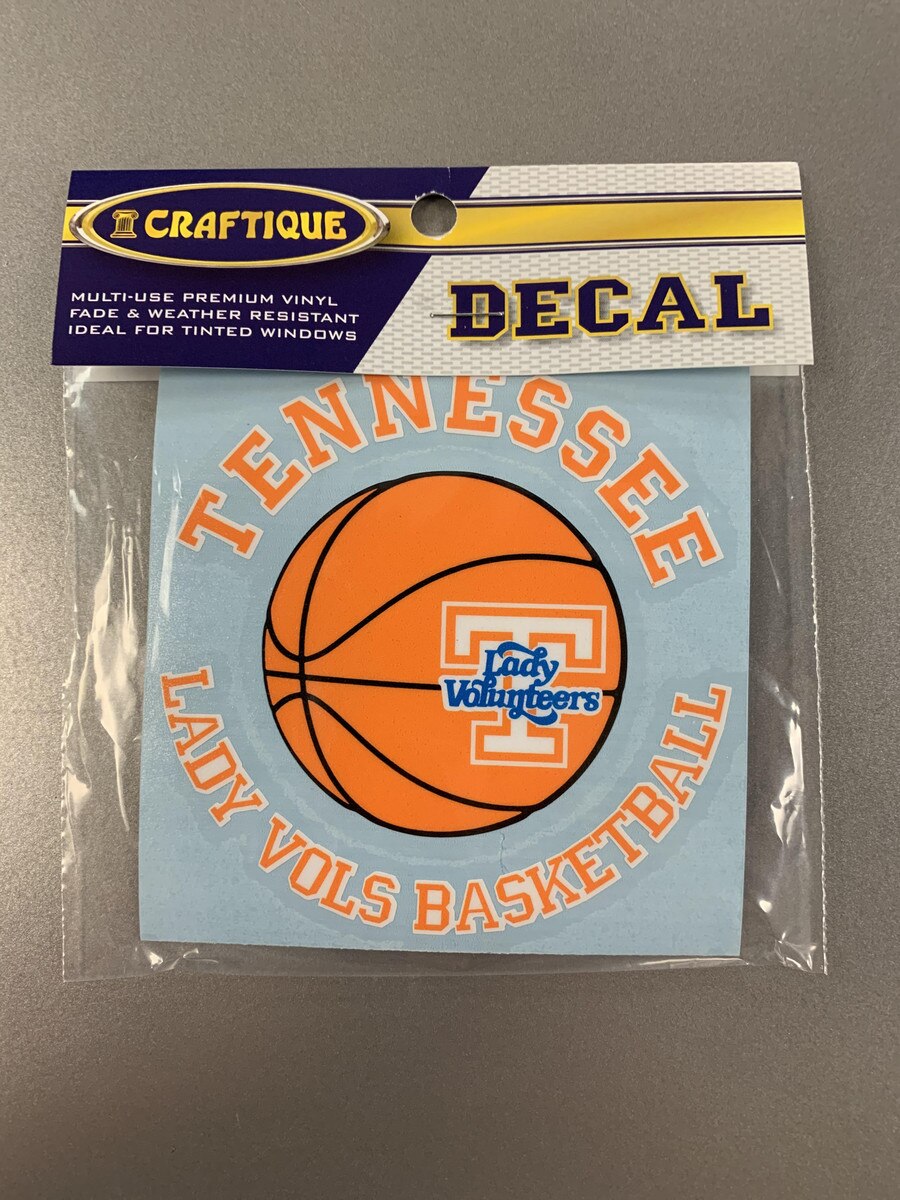 CRAFTIQUE
MULTI-USE PREMIUM VINYL
FADE & WEATHER RESISTANT
IDEAL FOR TINTED WINDOWS
DECAL
TENNESSEE
T
Lady
Volunteers
LADY VOLS BASKETBALL